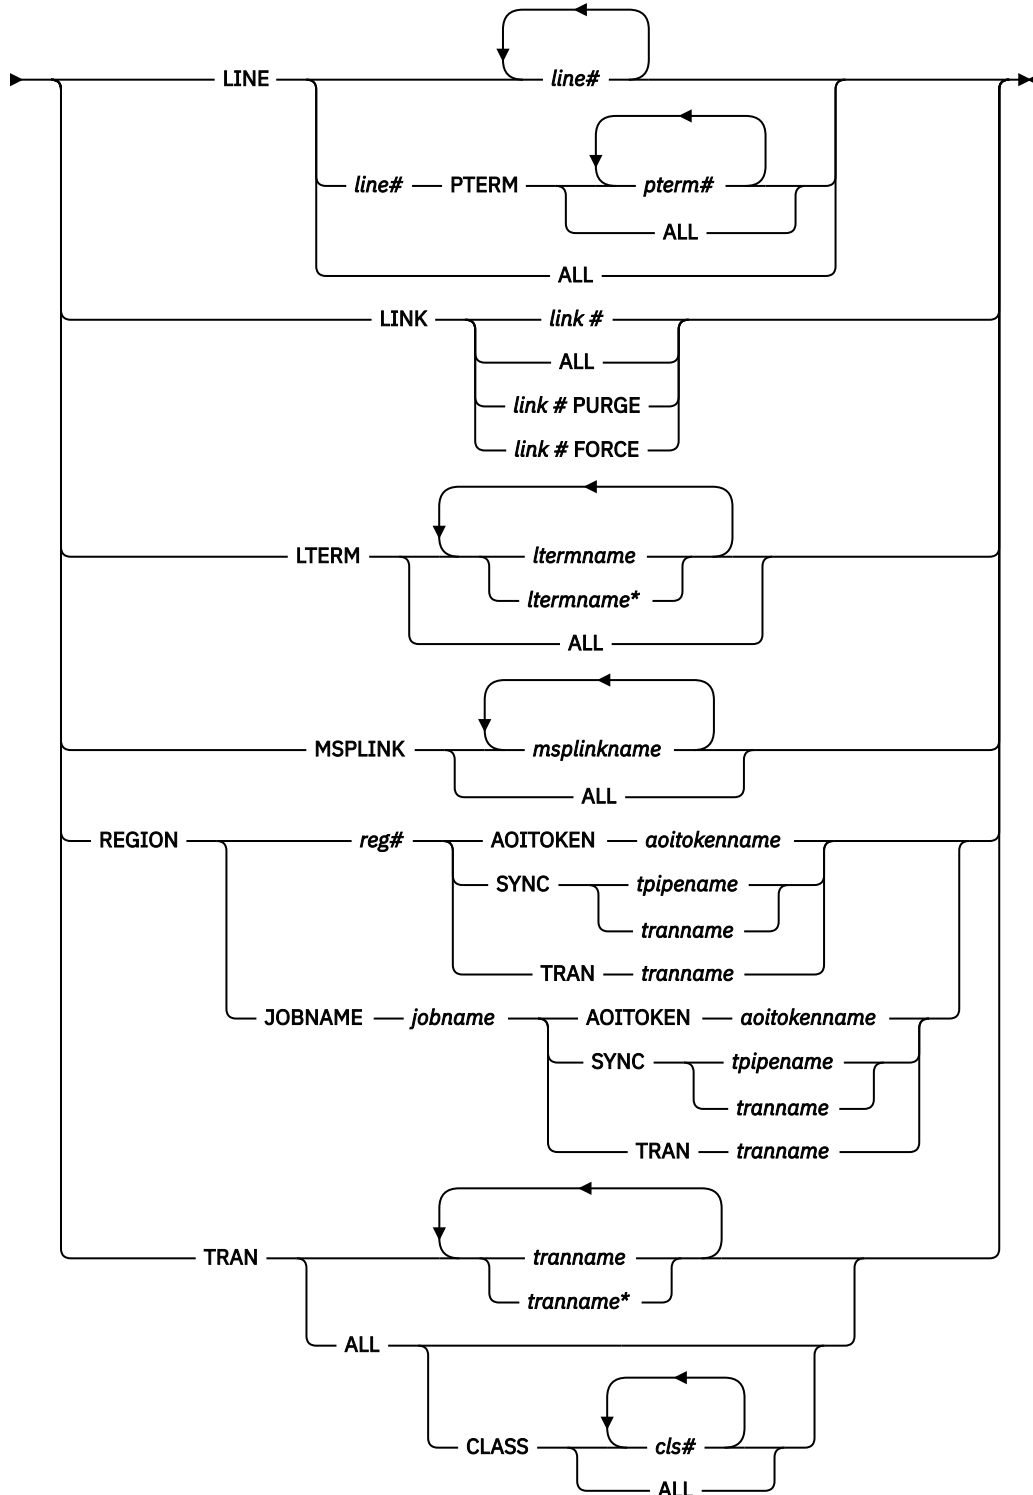 LINE line#
line# PTERM pterm#
ALL
ALL
LINK link #
ALL
link # PURGE
link # FORCE
LTERM ltermname
ltermname*
ALL
MSPLINK msplinkname
ALL
REGION reg# AOITOKEN aoitokenname
SYNC tpipename
tranname
TRAN tranname
JOBNAME jobname AOITOKEN aoitokenname
SYNC tpipename
tranname
TRAN tranname
TRAN tranname
tranname*
ALL
CLASS cls#
ALL